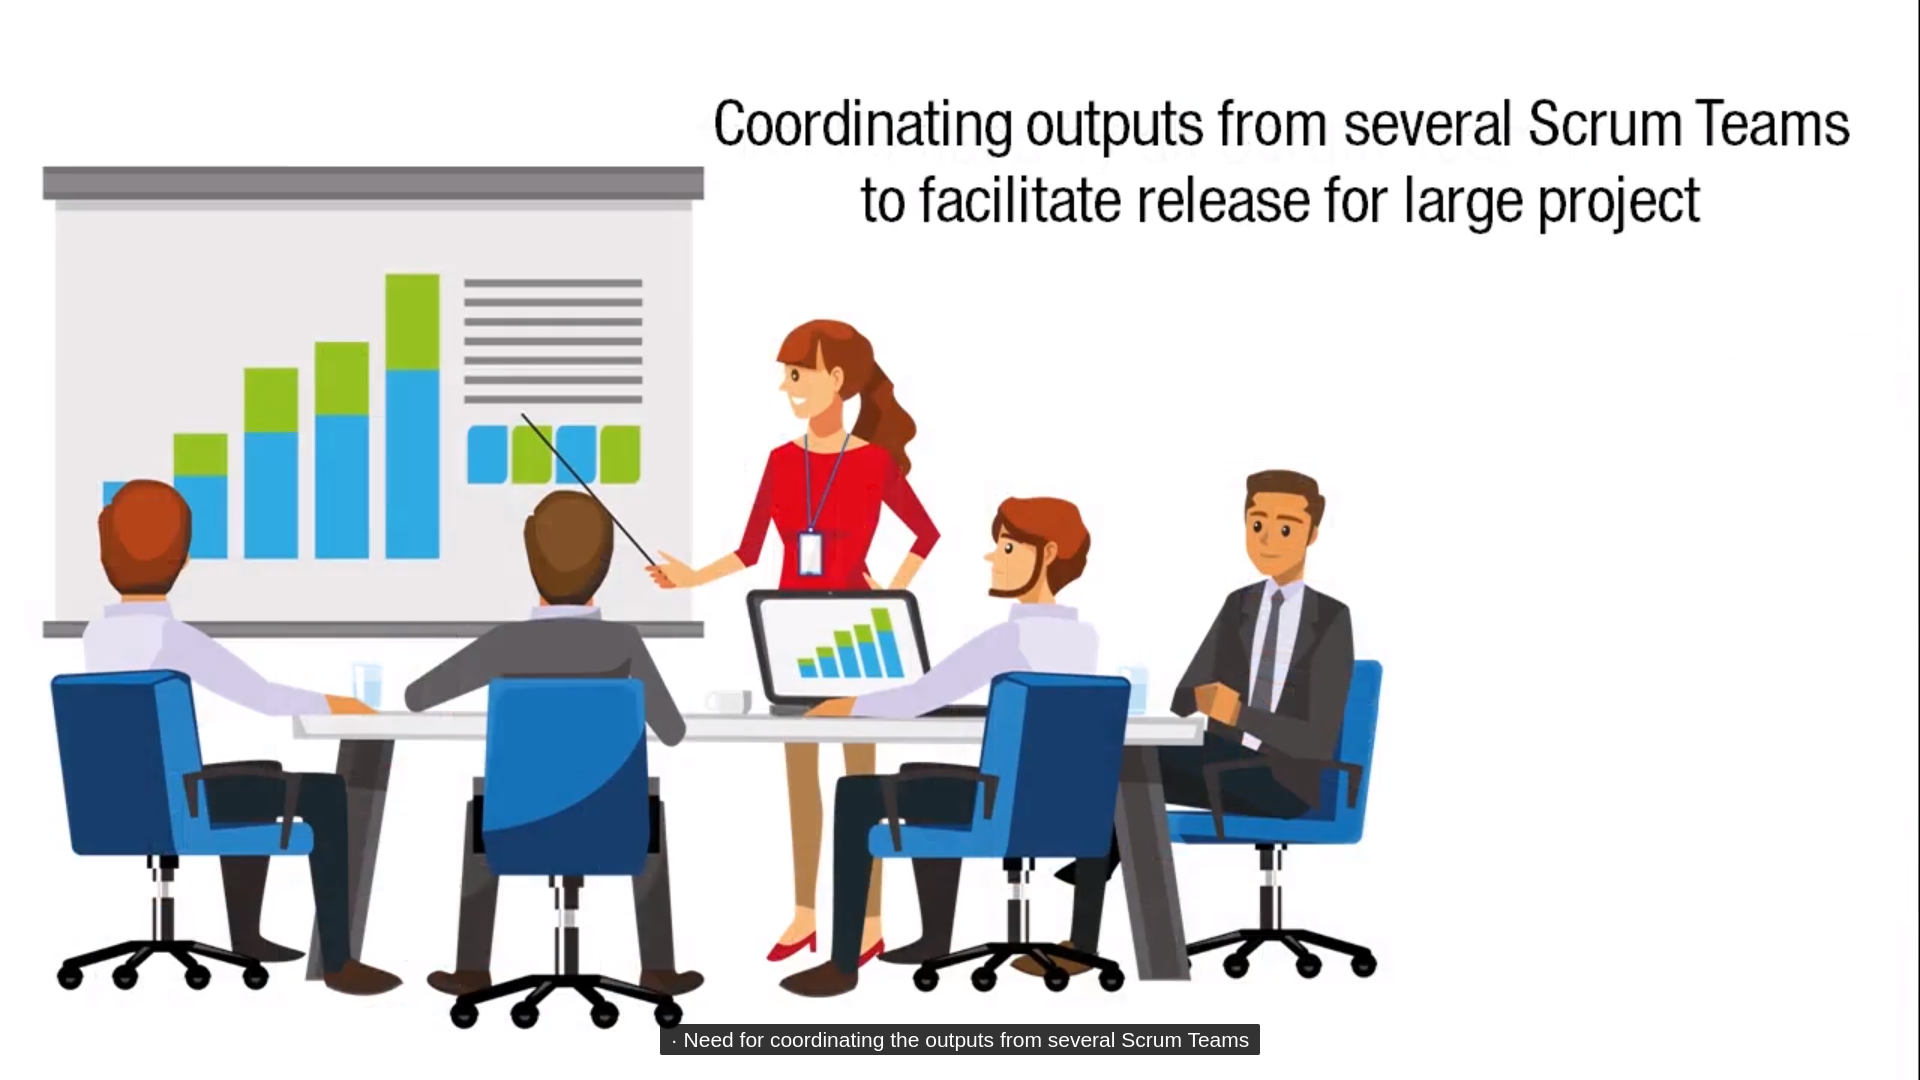 Coordinating outputs from several Scrum Teams
to facilitate release for large project
· Need for coordinating the outputs from several Scrum Teams